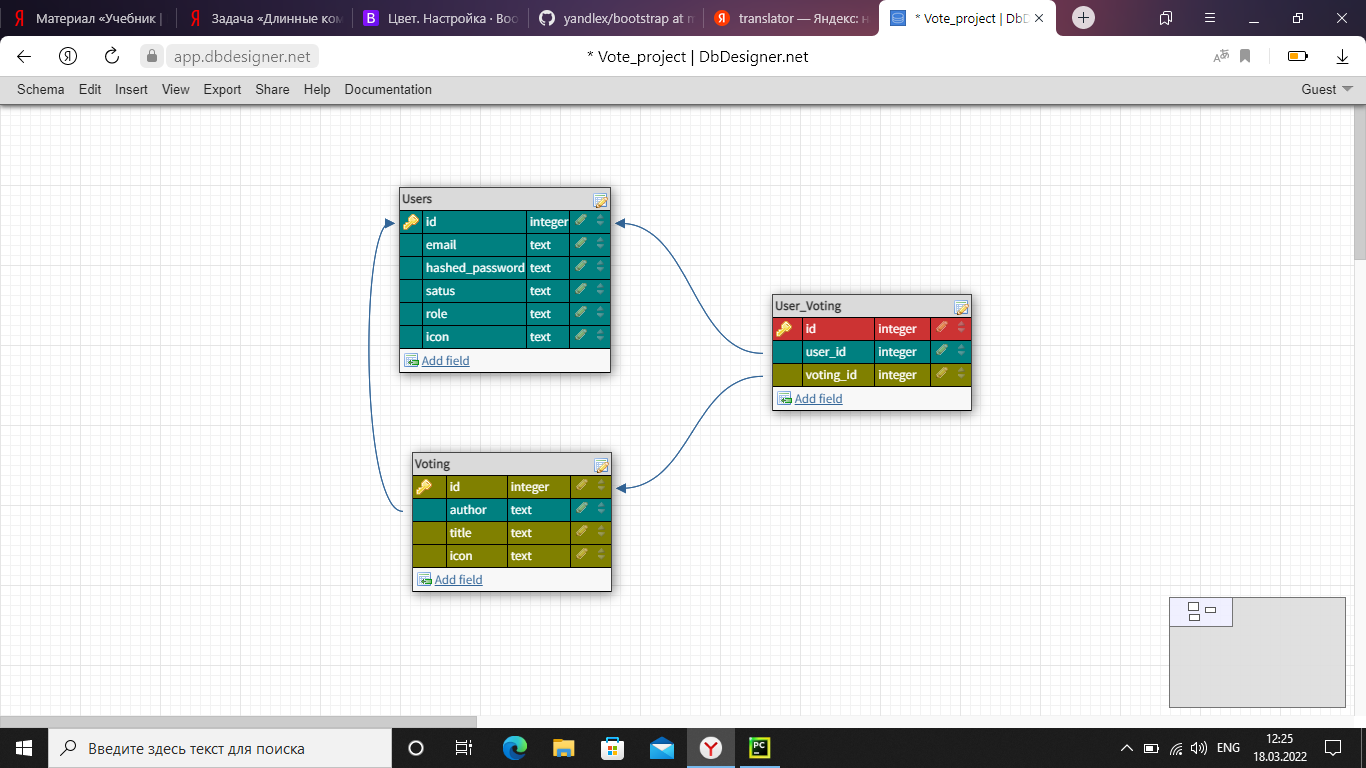 Материал «Учебник |
Задача «Длинные ком
Цвет. Настройка · Boo
yandlex/bootstrap at m
translator — Яндекс: н
* Vote_project | DbD
app.dbdesigner.net
* Vote_project | DbDesigner.net
Schema Edit Insert View Export Share Help Documentation Guest
Users
id integer
email text
hashed_password text
satus text
role text
icon text
Add field
User_Voting
id integer
user_id integer
voting_id integer
Add field
Voting
id integer
author text
title text
icon text
Add field
Введите здесь текст для поиска
PC
ENG
12:25
18.03.2022